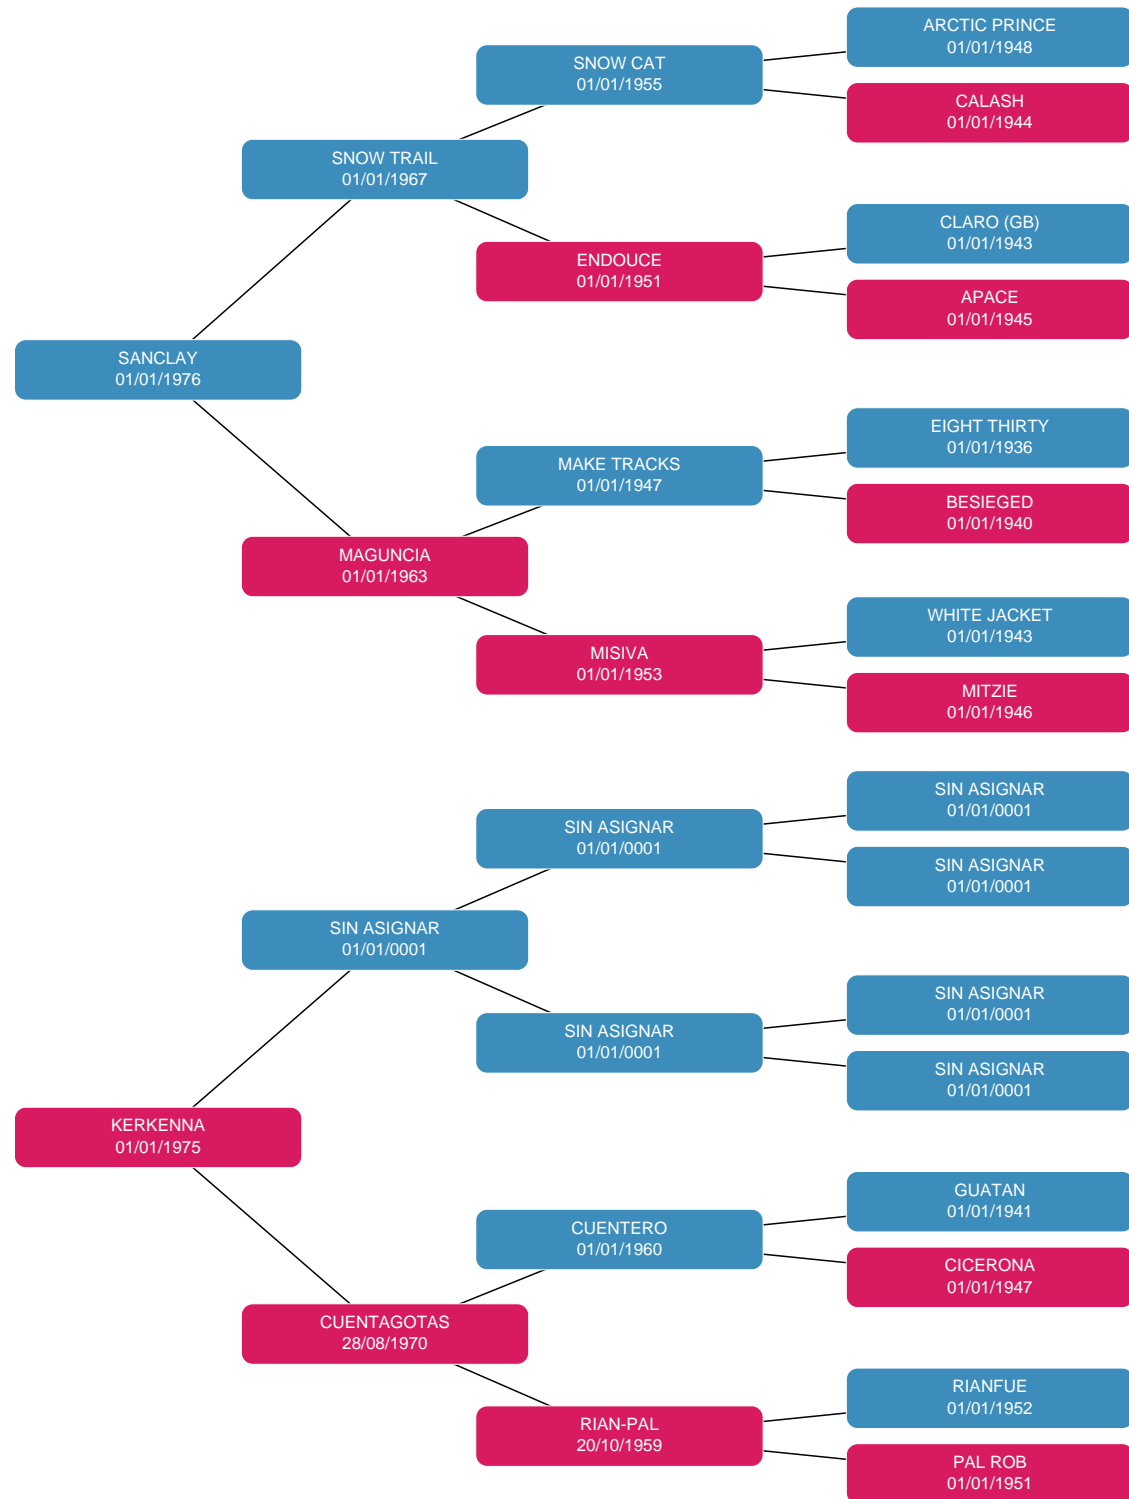 ARCTIC PRINCE
01/01/1948
SNOW CAT
01/01/1955
CALASH
01/01/1944
SNOW TRAIL
01/01/1967
CLARO (GB)
01/01/1943
ENDOUCE
01/01/1951
APACE
01/01/1945
SANCLAY
01/01/1976
EIGHT THIRTY
01/01/1936
MAKE TRACKS
01/01/1947
BESIEGED
01/01/1940
MAGUNCIA
01/01/1963
WHITE JACKET
01/01/1943
MISIVA
01/01/1953
MITZIE
01/01/1946
SIN ASIGNAR
01/01/0001
SIN ASIGNAR
01/01/0001
SIN ASIGNAR
01/01/0001
SIN ASIGNAR
01/01/0001
SIN ASIGNAR
01/01/0001
SIN ASIGNAR
01/01/0001
SIN ASIGNAR
01/01/0001
KERKENNA
01/01/1975
GUATAN
01/01/1941
CUENTERO
01/01/1960
CICERONA
01/01/1947
CUENTAGOTAS
28/08/1970
RIANFUE
01/01/1952
RIAN-PAL
20/10/1959
PAL ROB
01/01/1951